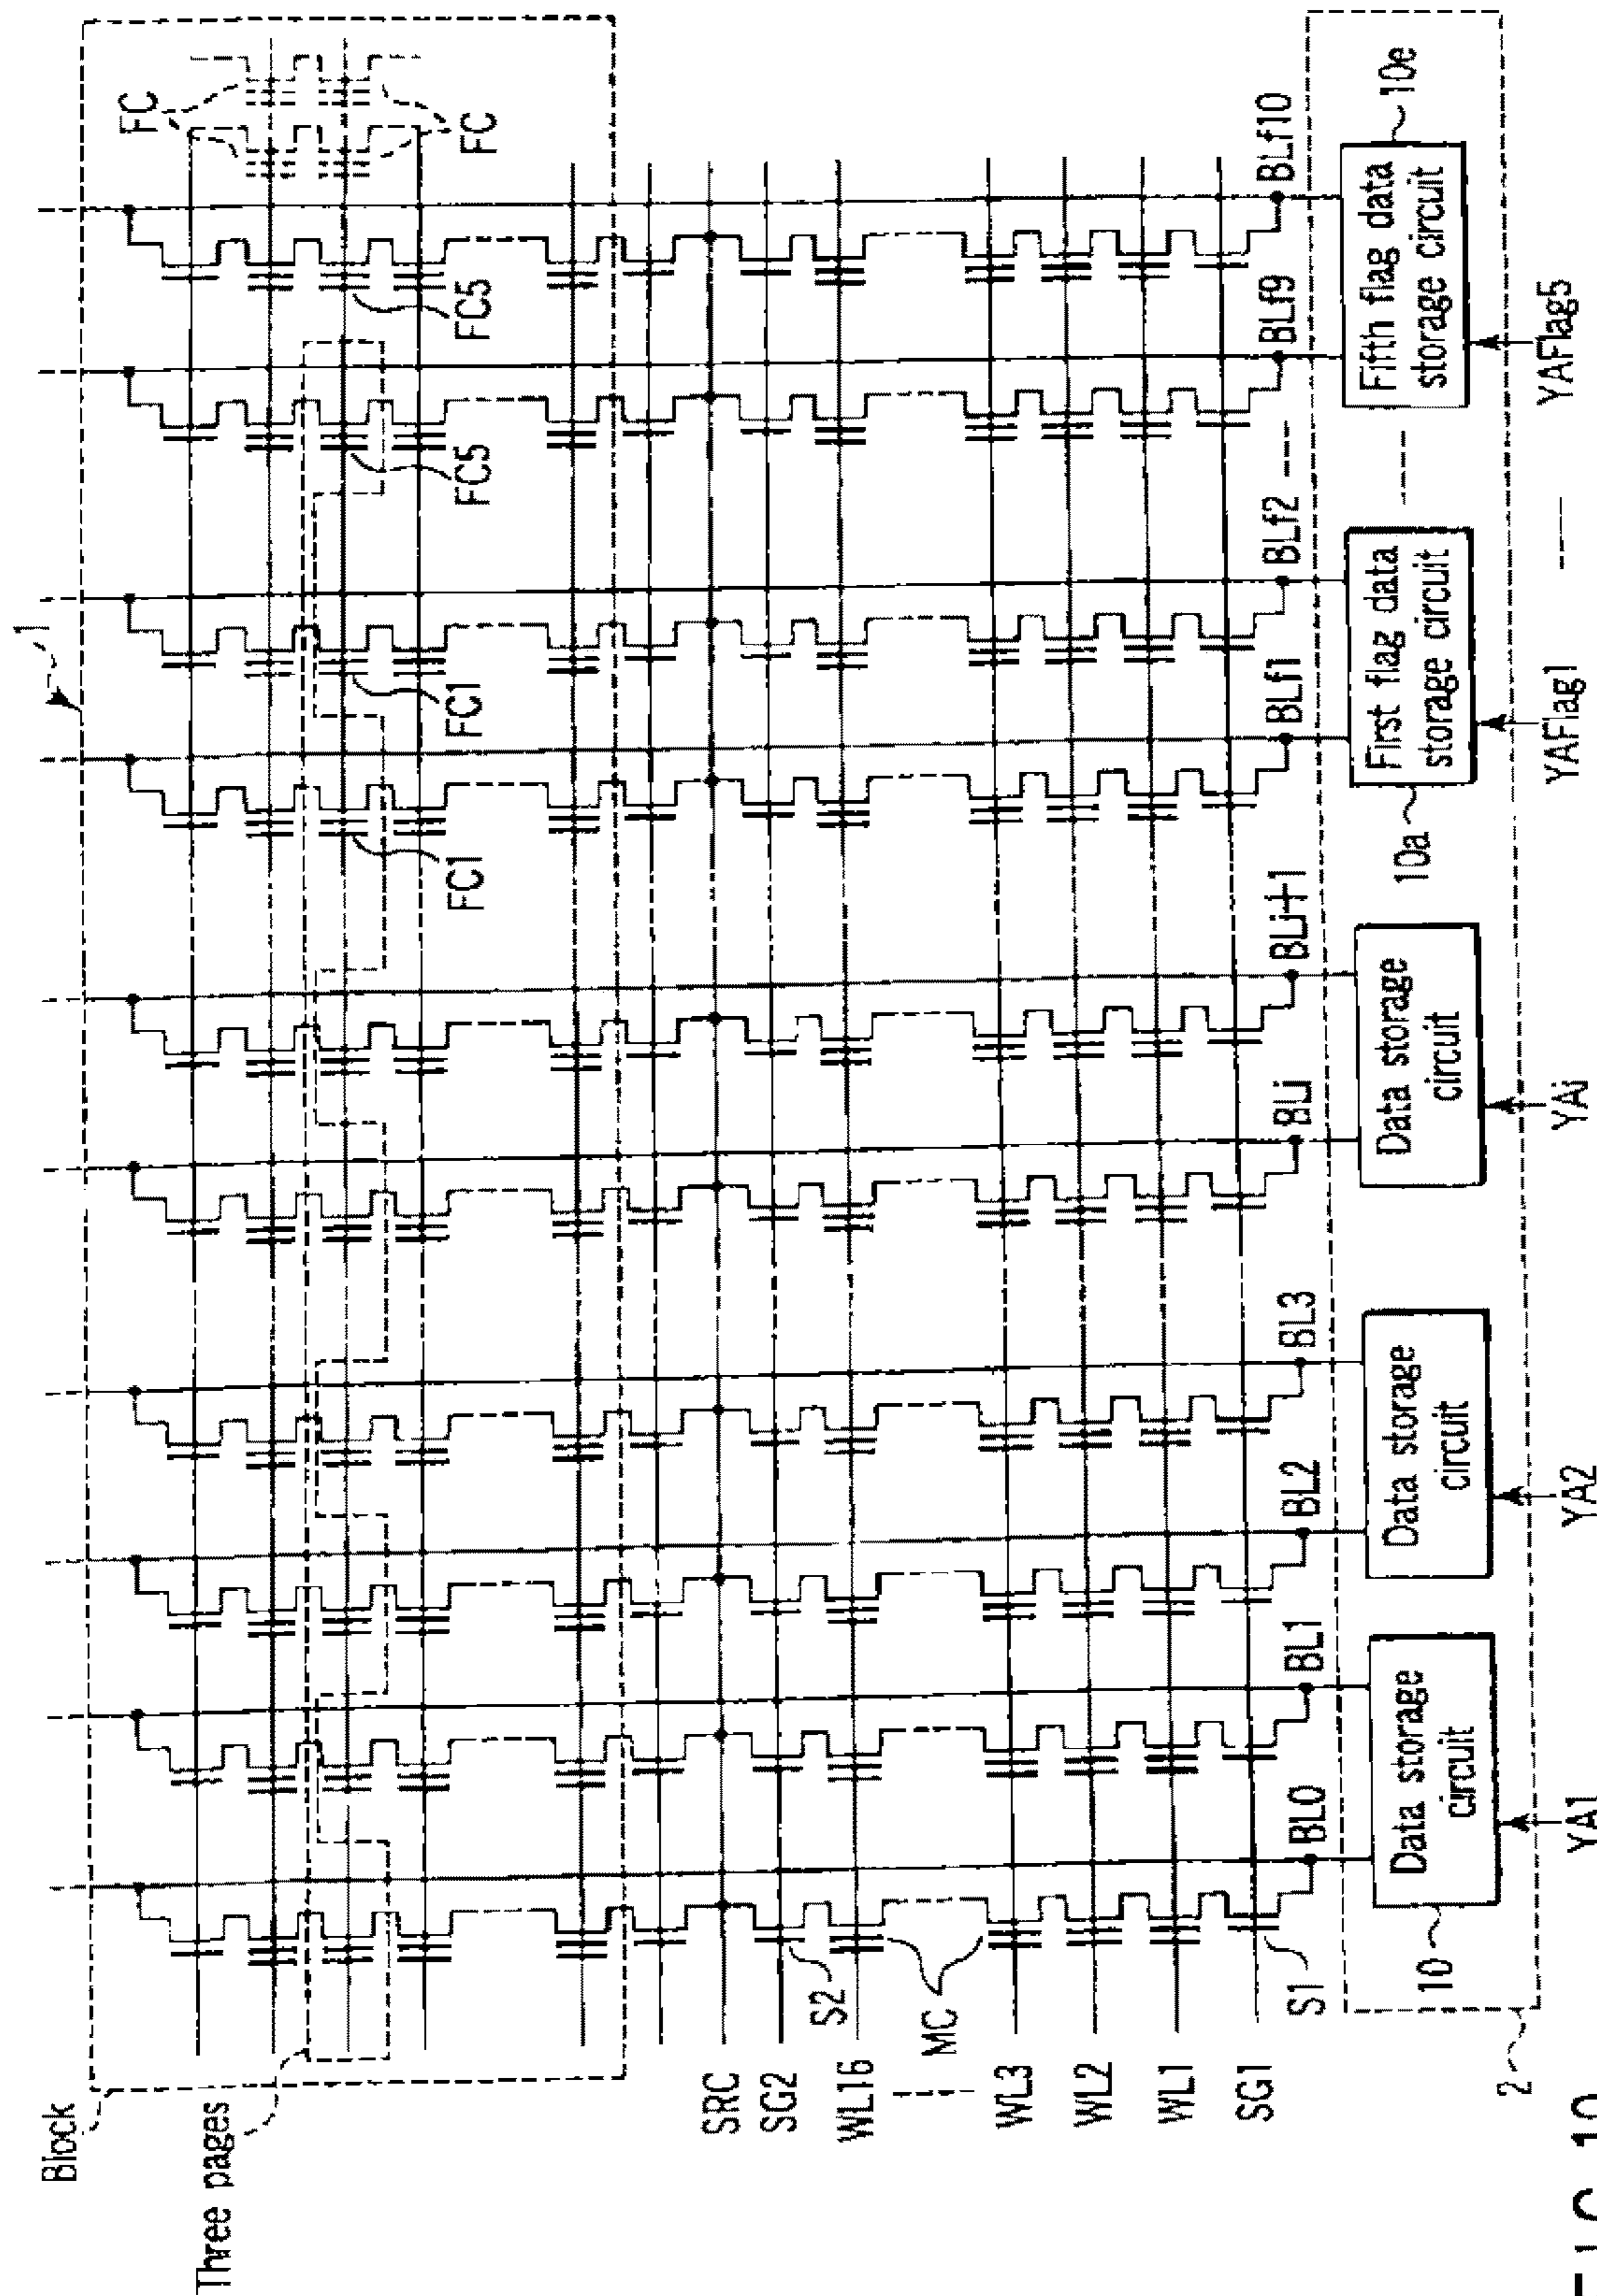 Block
1
FC
Three pages
FC
FC1
FC1
FC5
FC5
SRC
SG2
WL16
WL3
WL2
WL1
SG1
S2
MC
S1
BL0
BL1
BL2
BL3
BLi
BLi+1
BLf1
BLf2
BLf9
BLf10
10
Data storage
circuit
Data storage
circuit
Data storage
circuit
10a
First flag data
storage circuit
Fifth flag data
storage circuit
10e
2
YA1
YA2
YAi
YAFlag1
YAFlag5